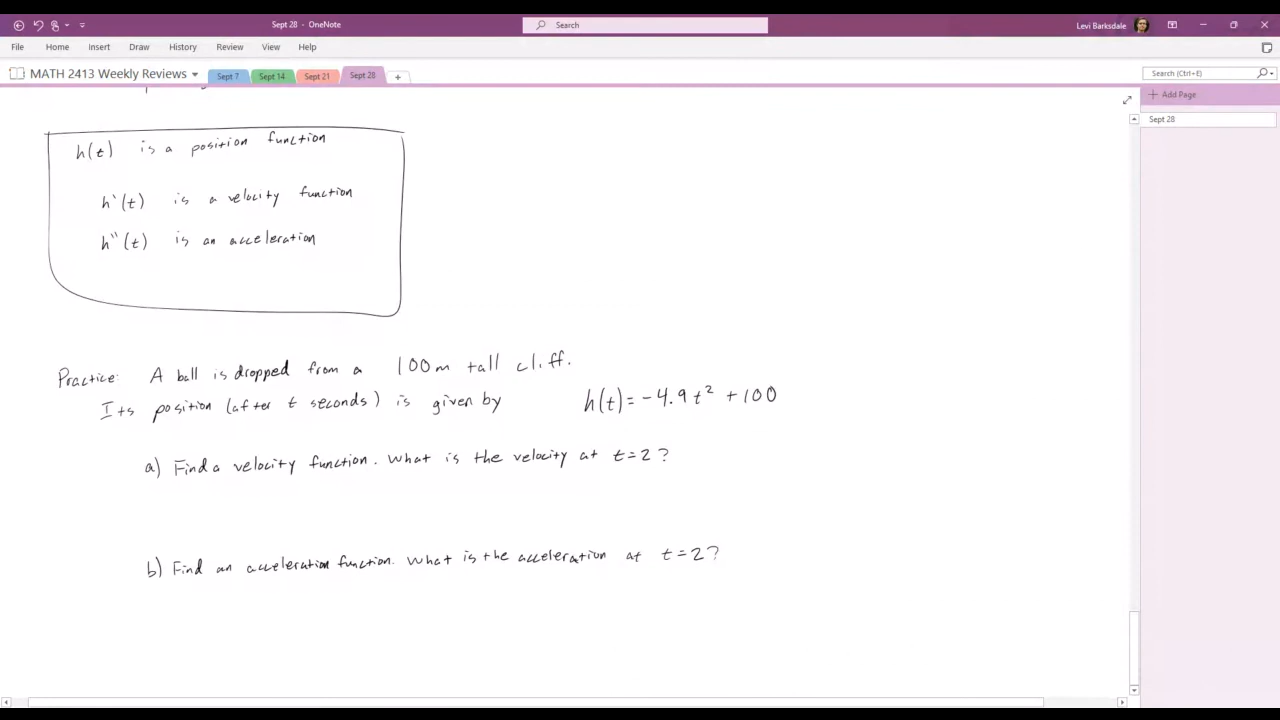 Sept 28 - OneNote
Search
Levi Barksdale
File Home Insert Draw History Review View Help
MATH 2413 Weekly Reviews
Sept 7 Sept 14 Sept 21 Sept 28
Search (Ctrl+E)
Add Page
Sept 28
h(t) is a position function
h'(t) is a velocity function
h''(t) is an acceleration
Practice: A ball is dropped from a 100m tall cliff.
Its position (after t seconds) is given by h(t) = -4.9t² + 100
a) Find a velocity function. What is the velocity at t=2?
b) Find an acceleration function. What is the acceleration at t=2?